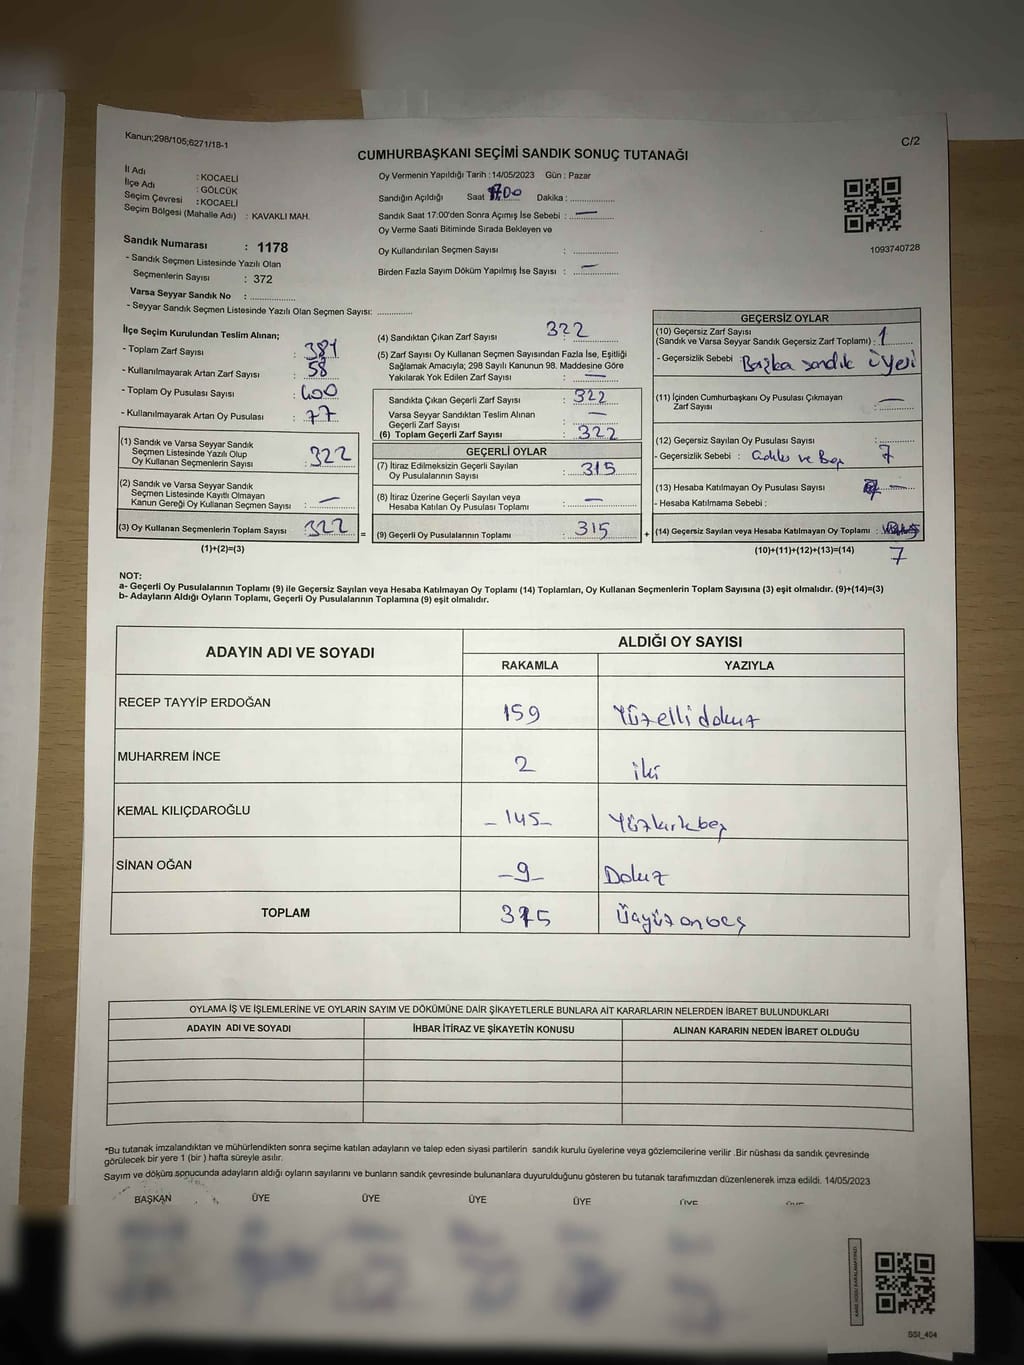 Kanun;298/105;6271/18-1
C/2
CUMHURBAŞKANI SEÇİMİ SANDIK SONUÇ TUTANAĞI
İl Adı : KOCAELİ
İlçe Adı : GÖLCÜK
Seçim Çevresi : KOCAELİ
Seçim Bölgesi (Mahalle Adı) : KAVAKLI MAH.
Sandık Numarası : 1178
- Sandık Seçmen Listesinde Yazılı Olan
Seçmenlerin Sayısı : 372
Varsa Seyyar Sandık No : ..............
- Seyyar Sandık Seçmen Listesinde Yazılı Olan Seçmen Sayısı: ............
Oy Vermenin Yapıldığı Tarih : 14/05/2023 Gün : Pazar
Sandığın Açıldığı Saat 17:00 Dakika : ..............
Sandık Saat 17:00'den Sonra Açımış İse Sebebi : —
Oy Verme Saati Bitiminde Sırada Bekleyen ve
Oy Kullandırılan Seçmen Sayısı : ..............
Birden Fazla Sayım Döküm Yapılmış İse Sayısı : —
1093740728
İlçe Seçim Kurulundan Teslim Alınan;
- Toplam Zarf Sayısı : 381
- Kullanılmayarak Artan Zarf Sayısı : 58
- Toplam Oy Pusulası Sayısı : 400
- Kullanılmayarak Artan Oy Pusulası : 77
(1) Sandık ve Varsa Seyyar Sandık
Seçmen Listesinde Yazılı Olup
Oy Kullanan Seçmenlerin Sayısı : 322
(2) Sandık ve Varsa Seyyar Sandık
Seçmen Listesinde Kayıtlı Olmayan
Kanun Gereği Oy Kullanan Seçmen Sayısı : —
(3) Oy Kullanan Seçmenlerin Toplam Sayısı : 322
(1)+(2)=(3)
(4) Sandıktan Çıkan Zarf Sayısı : 322
(5) Zarf Sayısı Oy Kullanan Seçmen Sayısından Fazla İse, Eşitliği
Sağlamak Amacıyla; 298 Sayılı Kanunun 98. Maddesine Göre
Yakılarak Yok Edilen Zarf Sayısı : —
Sandıkta Çıkan Geçerli Zarf Sayısı : 322
Varsa Seyyar Sandıktan Teslim Alınan
Geçerli Zarf Sayısı : —
(6) Toplam Geçerli Zarf Sayısı : 322
GEÇERLİ OYLAR
(7) İtiraz Edilmeksizin Geçerli Sayılan
Oy Pusulalarının Sayısı : 315
(8) İtiraz Üzerine Geçerli Sayılan veya
Hesaba Katılan Oy Pusulası Toplamı : —
= (9) Geçerli Oy Pusulalarının Toplamı : 315
GEÇERSİZ OYLAR
(10) Geçersiz Zarf Sayısı
(Sandık ve Varsa Seyyar Sandık Geçersiz Zarf Toplamı) : 1
- Geçersizlik Sebebi : Başka sandık üyesi
(11) İçinden Cumhurbaşkanı Oy Pusulası Çıkmayan
Zarf Sayısı : —
(12) Geçersiz Sayılan Oy Pusulası Sayısı : ..............
- Geçersizlik Sebebi : ve Boş 7
(13) Hesaba Katılmayan Oy Pusulası Sayısı : —
- Hesaba Katılmama Sebebi :
+ (14) Geçersiz Sayılan veya Hesaba Katılmayan Oy Toplamı :
(10)+(11)+(12)+(13)=(14) 7
NOT:
a- Geçerli Oy Pusulalarının Toplamı (9) ile Geçersiz Sayılan veya Hesaba Katılmayan Oy Toplamı (14) Toplamları, Oy Kullanan Seçmenlerin Toplam Sayısına (3) eşit olmalıdır. (9)+(14)=(3)
b- Adayların Aldığı Oyların Toplamı, Geçerli Oy Pusulalarının Toplamına (9) eşit olmalıdır.
ADAYIN ADI VE SOYADI
ALDIĞI OY SAYISI
RAKAMLA YAZIYLA
RECEP TAYYİP ERDOĞAN 159 Yüzellidokuz
MUHARREM İNCE 2 iki
KEMAL KILIÇDAROĞLU -145- Yüzkırkbeş
SİNAN OĞAN -9- Dokuz
TOPLAM 315 Üçyüzonbeş
OYLAMA İŞ VE İŞLEMLERİNE VE OYLARIN SAYIM VE DÖKÜMÜNE DAİR ŞİKAYETLERLE BUNLARA AİT KARARLARIN NELERDEN İBARET BULUNDUKLARI
ADAYIN ADI VE SOYADI İHBAR İTİRAZ VE ŞİKAYETİN KONUSU ALINAN KARARIN NEDEN İBARET OLDUĞU
*Bu tutanak imzalandıktan ve mühürlendikten sonra seçime katılan adayların ve talep eden siyasi partilerin sandık kurulu üyelerine veya gözlemcilerine verilir .Bir nüshası da sandık çevresinde
görülecek bir yere 1 (bir ) hafta süreyle asılır.
Sayım ve döküm sonucunda adayların aldığı oyların sayılarını ve bunların sandık çevresinde bulunanlara duyurulduğunu gösteren bu tutanak tarafımızdan düzenlenerek imza edildi. 14/05/2023
BAŞKAN ÜYE ÜYE ÜYE ÜYE ÜYE ÜYE
SSI_404